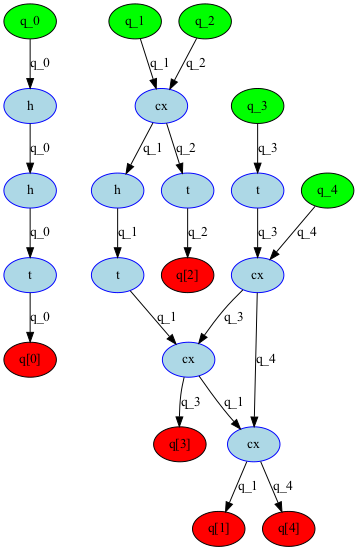 q_0 q_1 q_2
q_0 q_1 q_2
h cx q_3
q_0 q_1 q_2 q_3
h h t t q_4
q_0 q_1 q_2 q_3 q_4
t t q[2] cx
q_0 q_1 q_3 q_4
q[0] cx
q_3 q_1
q[3] cx
q_1 q_4
q[1] q[4]